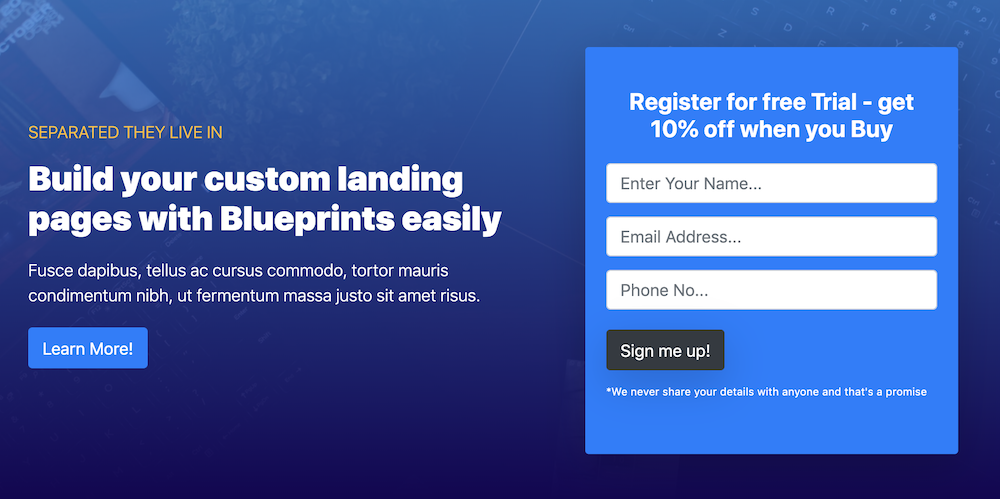 SEPARATED THEY LIVE IN
Build your custom landing
pages with Blueprints easily
Fusce dapibus, tellus ac cursus commodo, tortor mauris
condimentum nibh, ut fermentum massa justo sit amet risus.
Learn More!
Register for free Trial - get
10% off when you Buy
Enter Your Name...
Email Address...
Phone No...
Sign me up!
*We never share your details with anyone and that's a promise